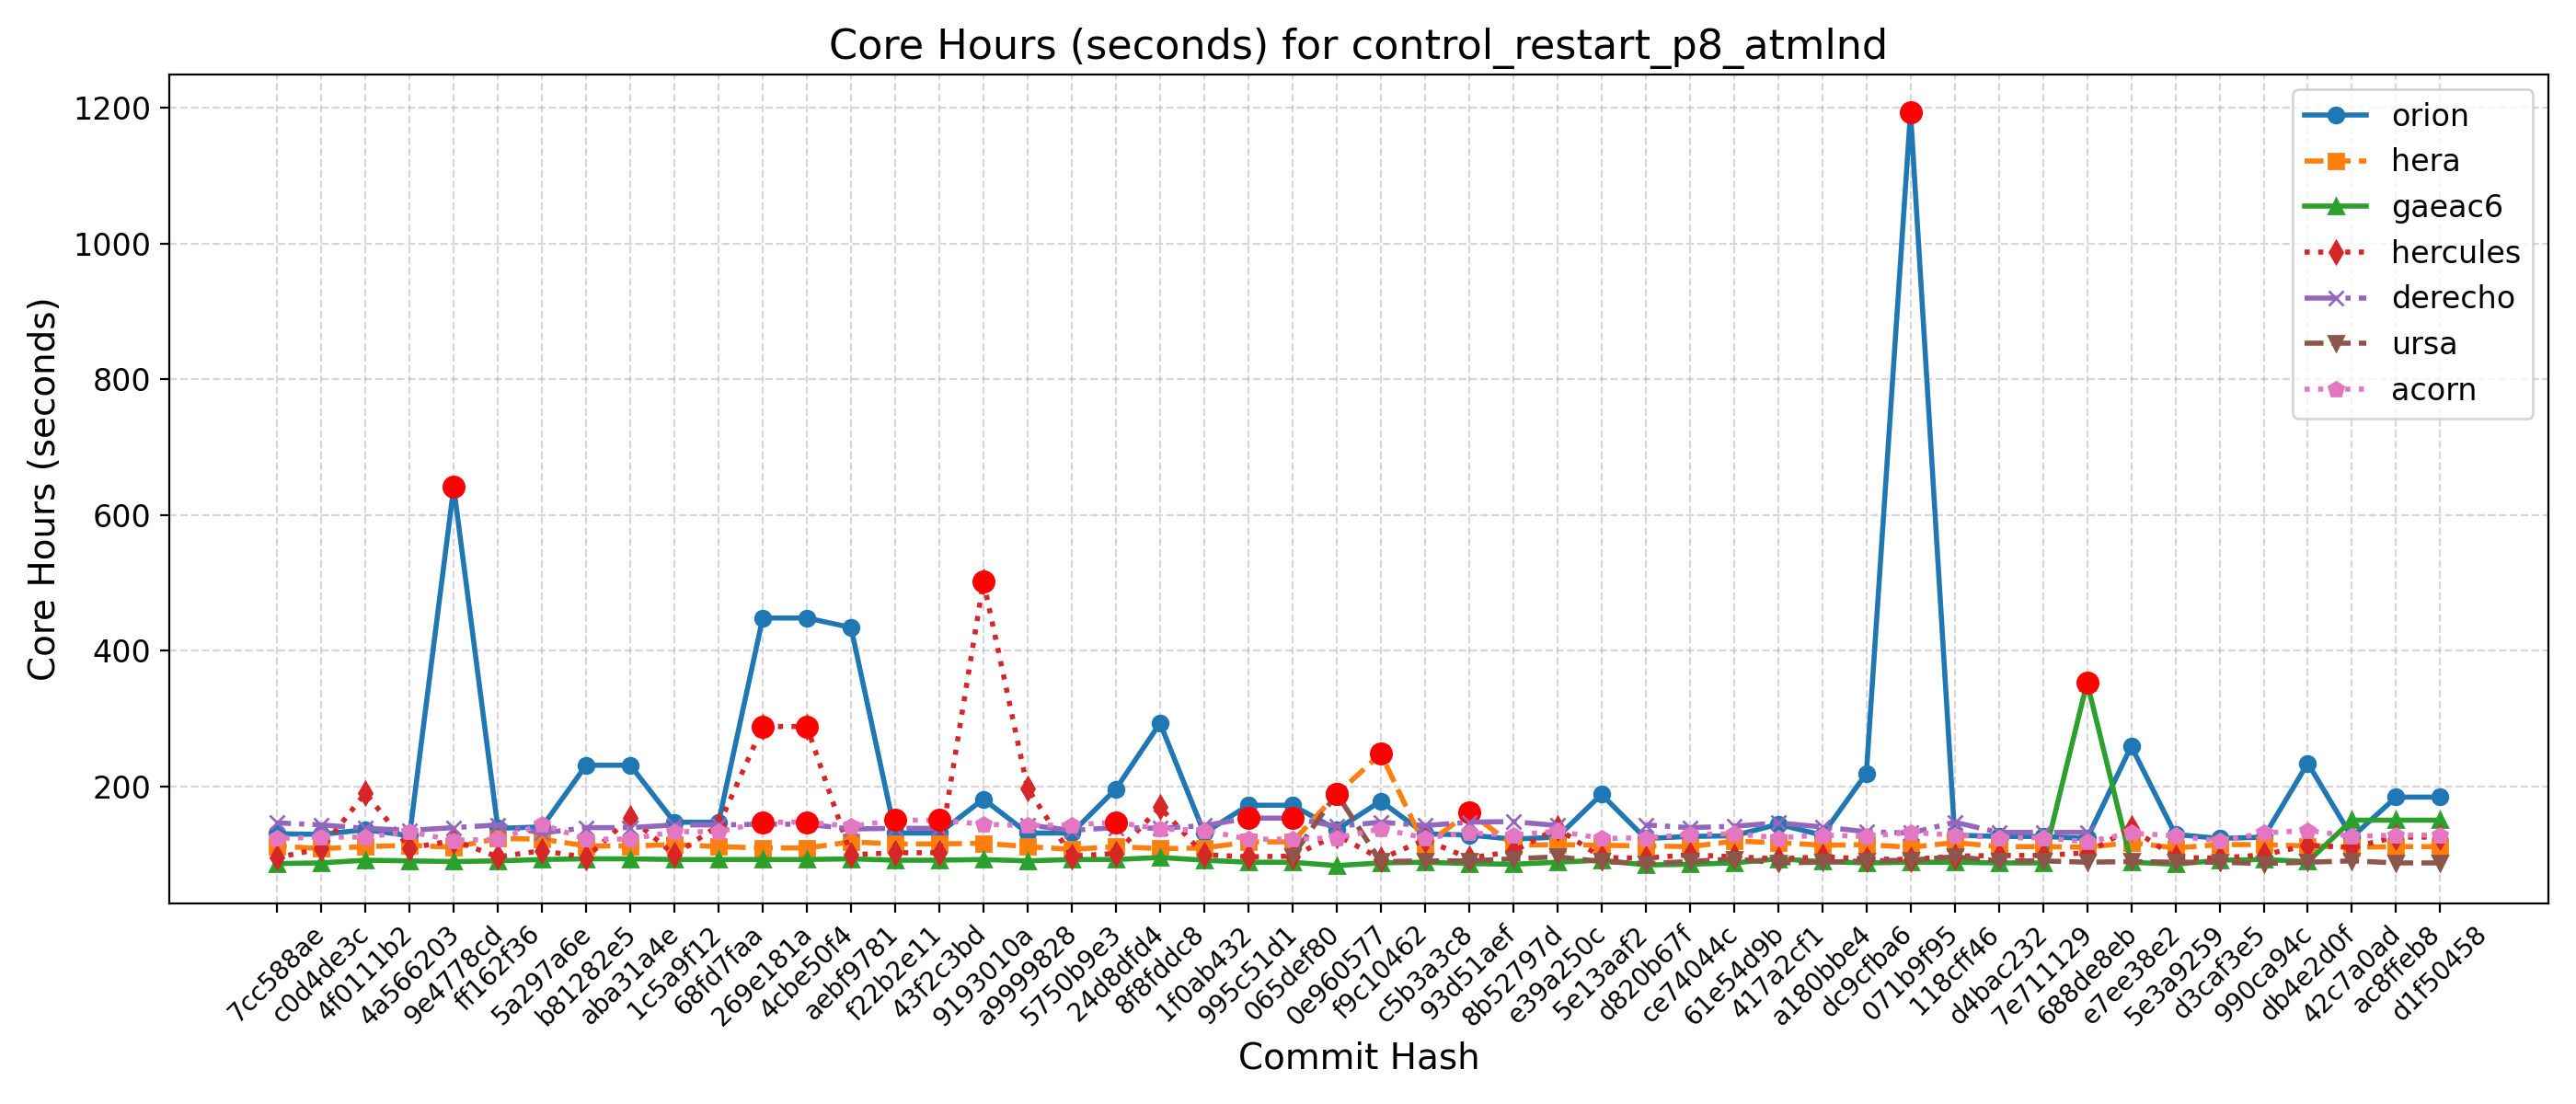 Core Hours (seconds) for control_restart_p8_atmlnd
Core Hours (seconds)
1200
1000
800
600
400
200
orion
hera
gaeac6
hercules
derecho
ursa
acorn
7cc588ae
c0d4de3c
4f0111b2
4a566203
9e4778cd
ff162f36
5a297a6e
b81282e5
aba31a4e
1c5a9f12
68fd7faa
269e181a
4cbe50f4
aebf9781
f22b2e11
43f2c3bd
9193010a
a9999828
5750b9e3
24d8dfd4
8f8fddc8
1f0ab432
995c51d1
065def80
0e960577
f9c10462
c5b3a3c8
93d51aef
8b52797d
e39a250c
5e13aaf2
d820b67f
ce74044c
61e54d9b
417a2cf1
a180bbe4
dc9cfba6
071b9f95
118cff46
d4bac232
7e711129
688de8eb
e7ee38e2
5e3a9259
d3caf3e5
990ca94c
db4e2d0f
42c7a0ad
ac8ffeb8
d1f50458
Commit Hash